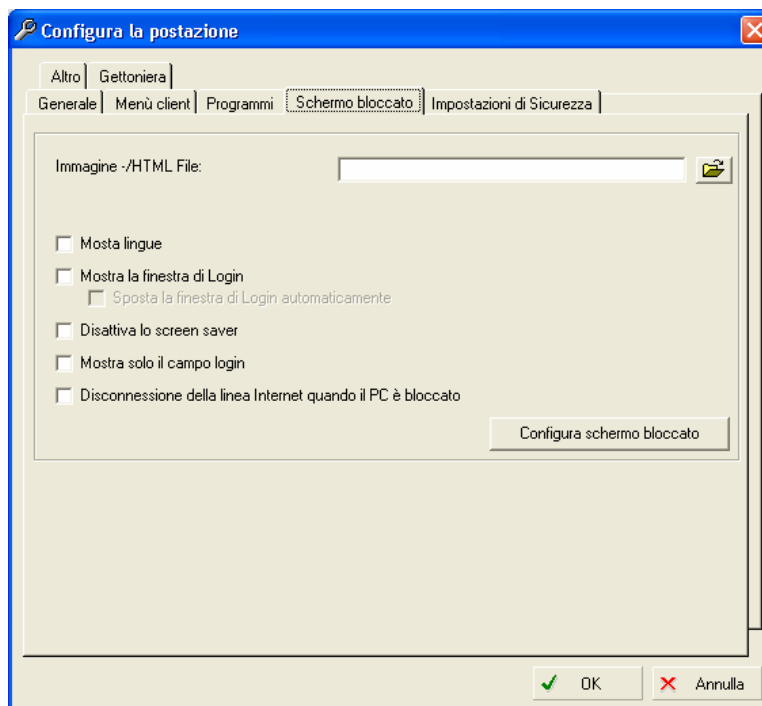 Configura la postazione
Altro Gettoniera
Generale Menù client Programmi Schermo bloccato Impostazioni di Sicurezza
Immagine -/HTML File:
Mosta lingue
Mostra la finestra di Login
Sposta la finestra di Login automaticamente
Disattiva lo screen saver
Mostra solo il campo login
Disconnessione della linea Internet quando il PC è bloccato
Configura schermo bloccato
OK Annulla